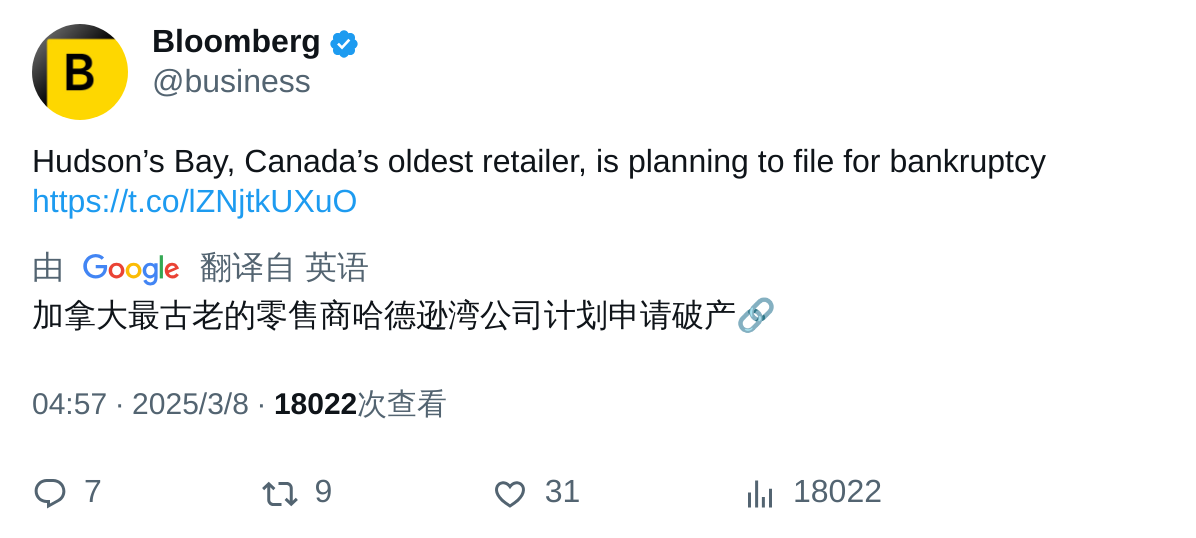 B
Bloomberg
@business
Hudson’s Bay, Canada’s oldest retailer, is planning to file for bankruptcy
https://t.co/lZNjtkUXuO
由 Google 翻译自 英语
加拿大最古老的零售商哈德逊湾公司计划申请破产🔗
04:57 · 2025/3/8 · 18022次查看
7 9 31 18022